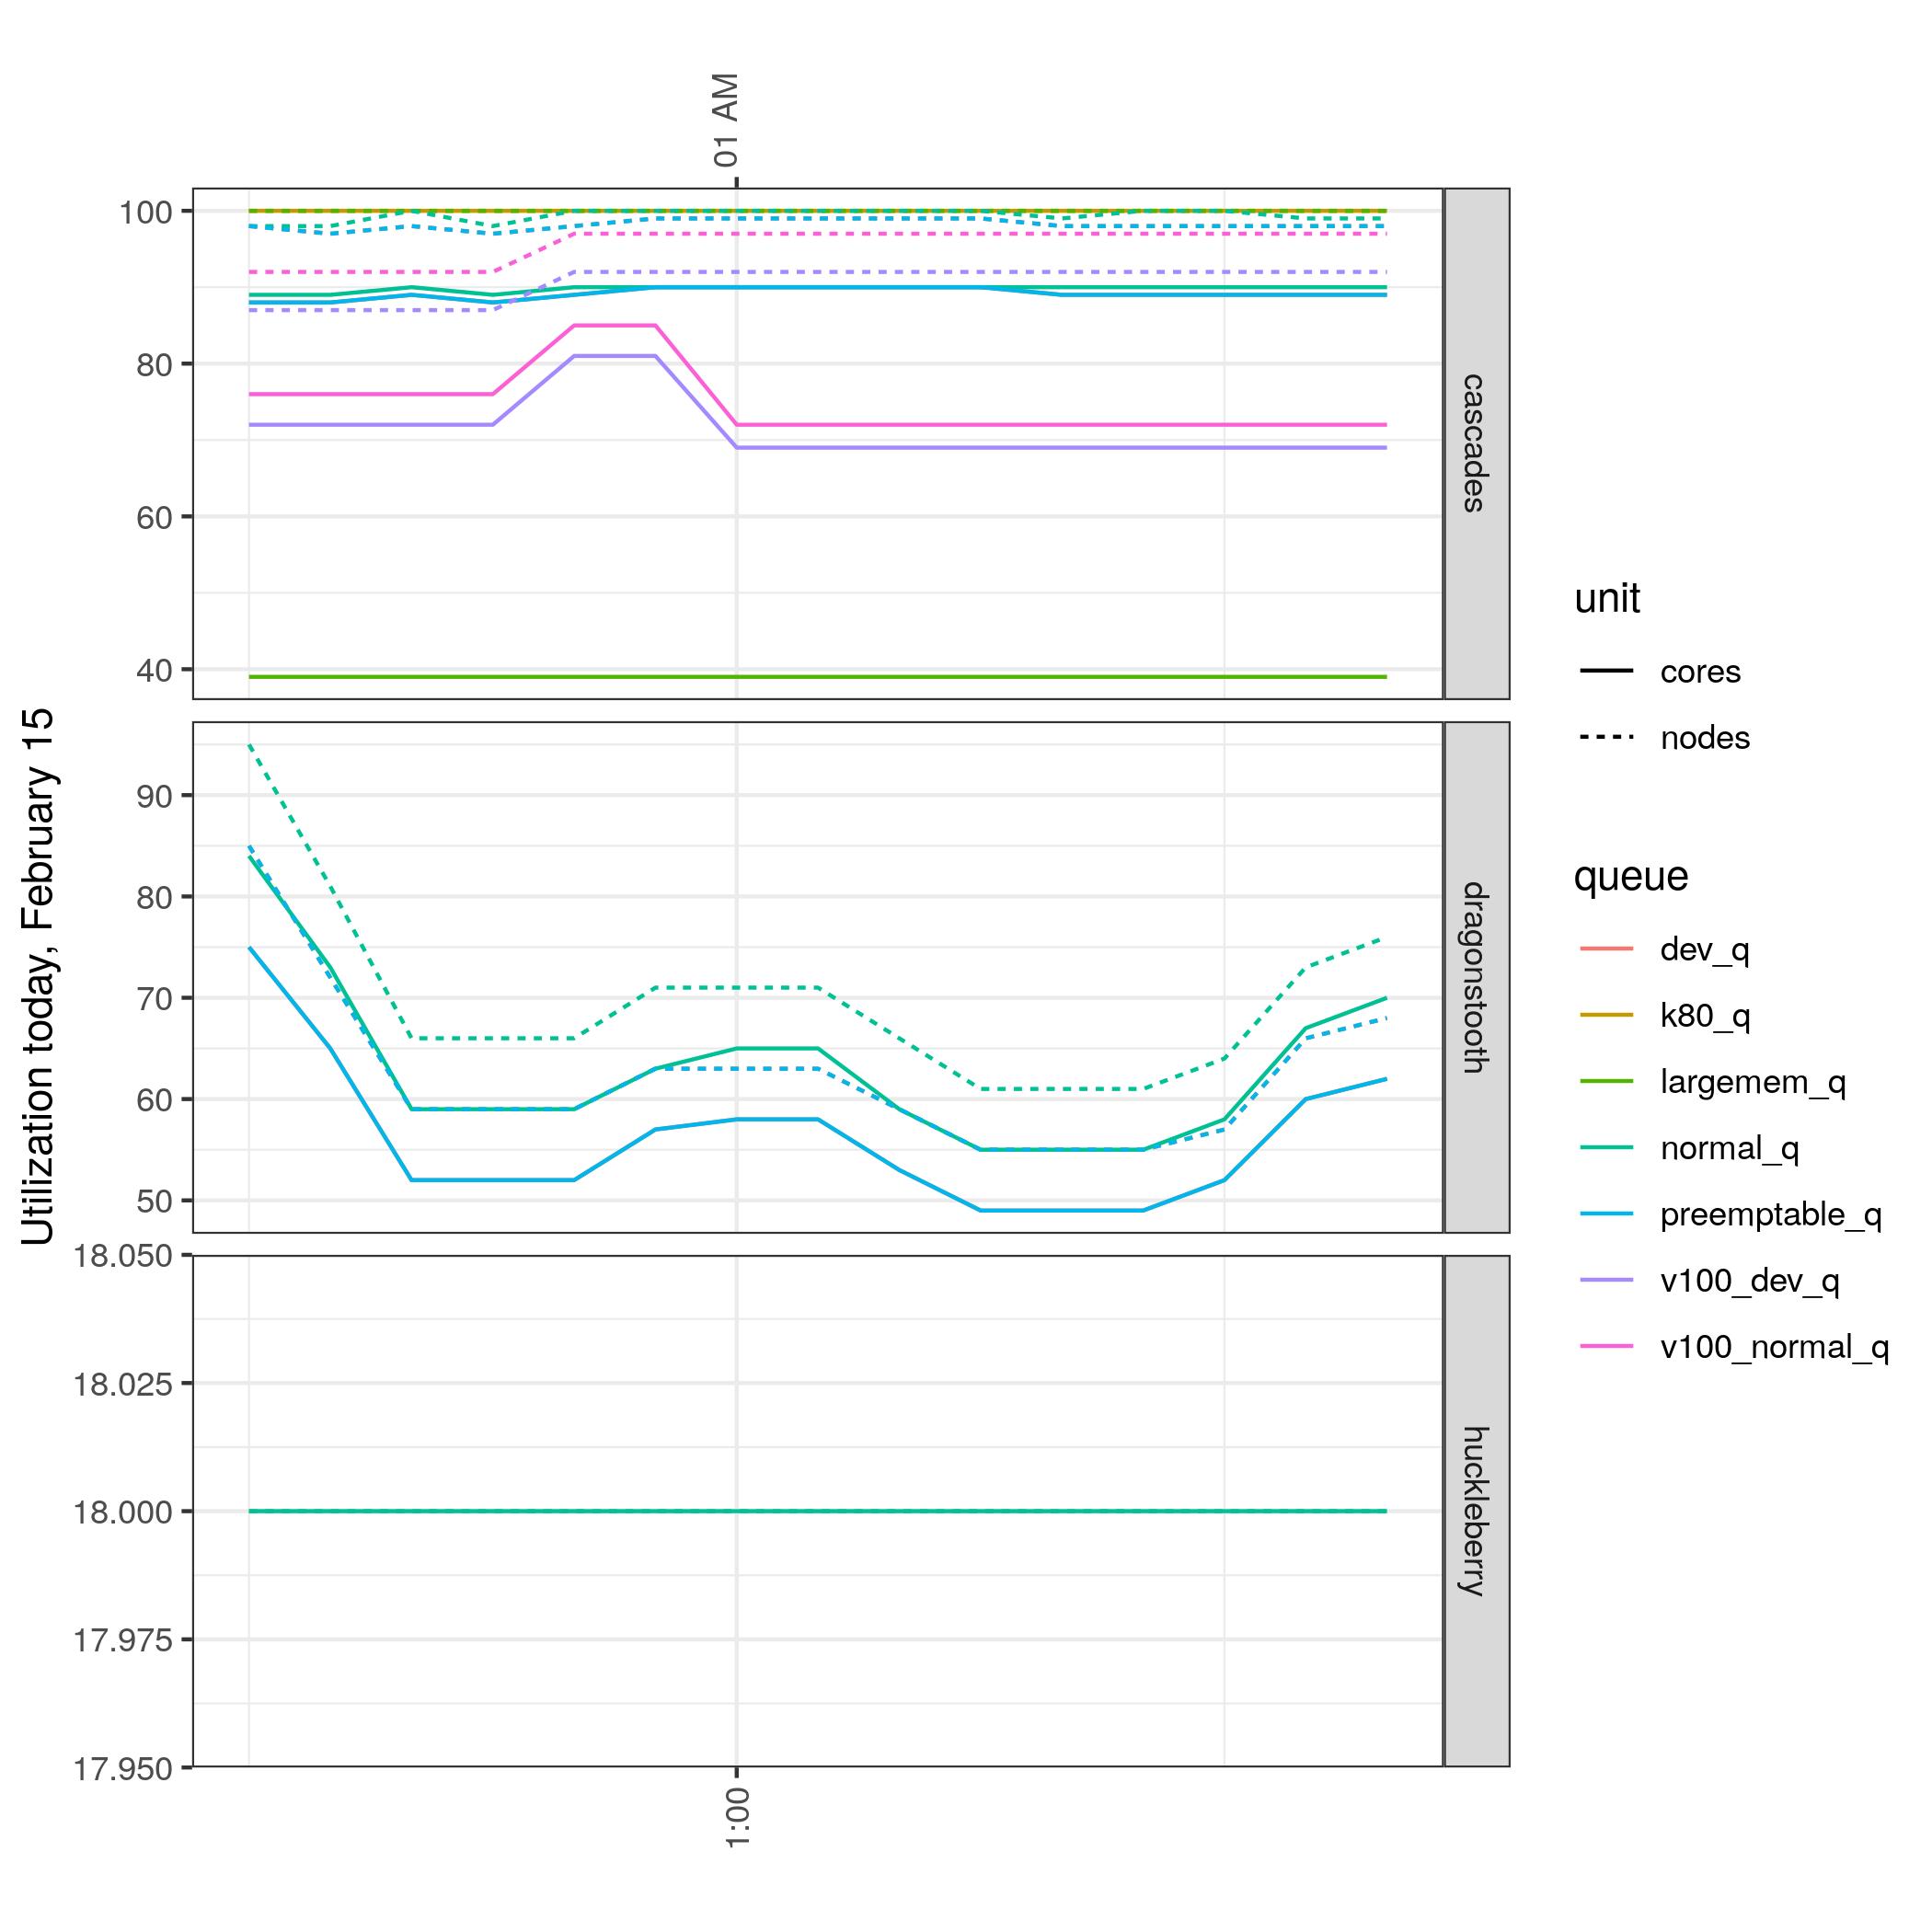 01 AM
100
80
60
40
cascades
Utilization today, February 15
90
80
70
60
50
dragonstooth
18.050
18.025
18.000
17.975
17.950
huckleberry
1:00
unit
cores
nodes
queue
dev_q
k80_q
largemem_q
normal_q
preemptable_q
v100_dev_q
v100_normal_q